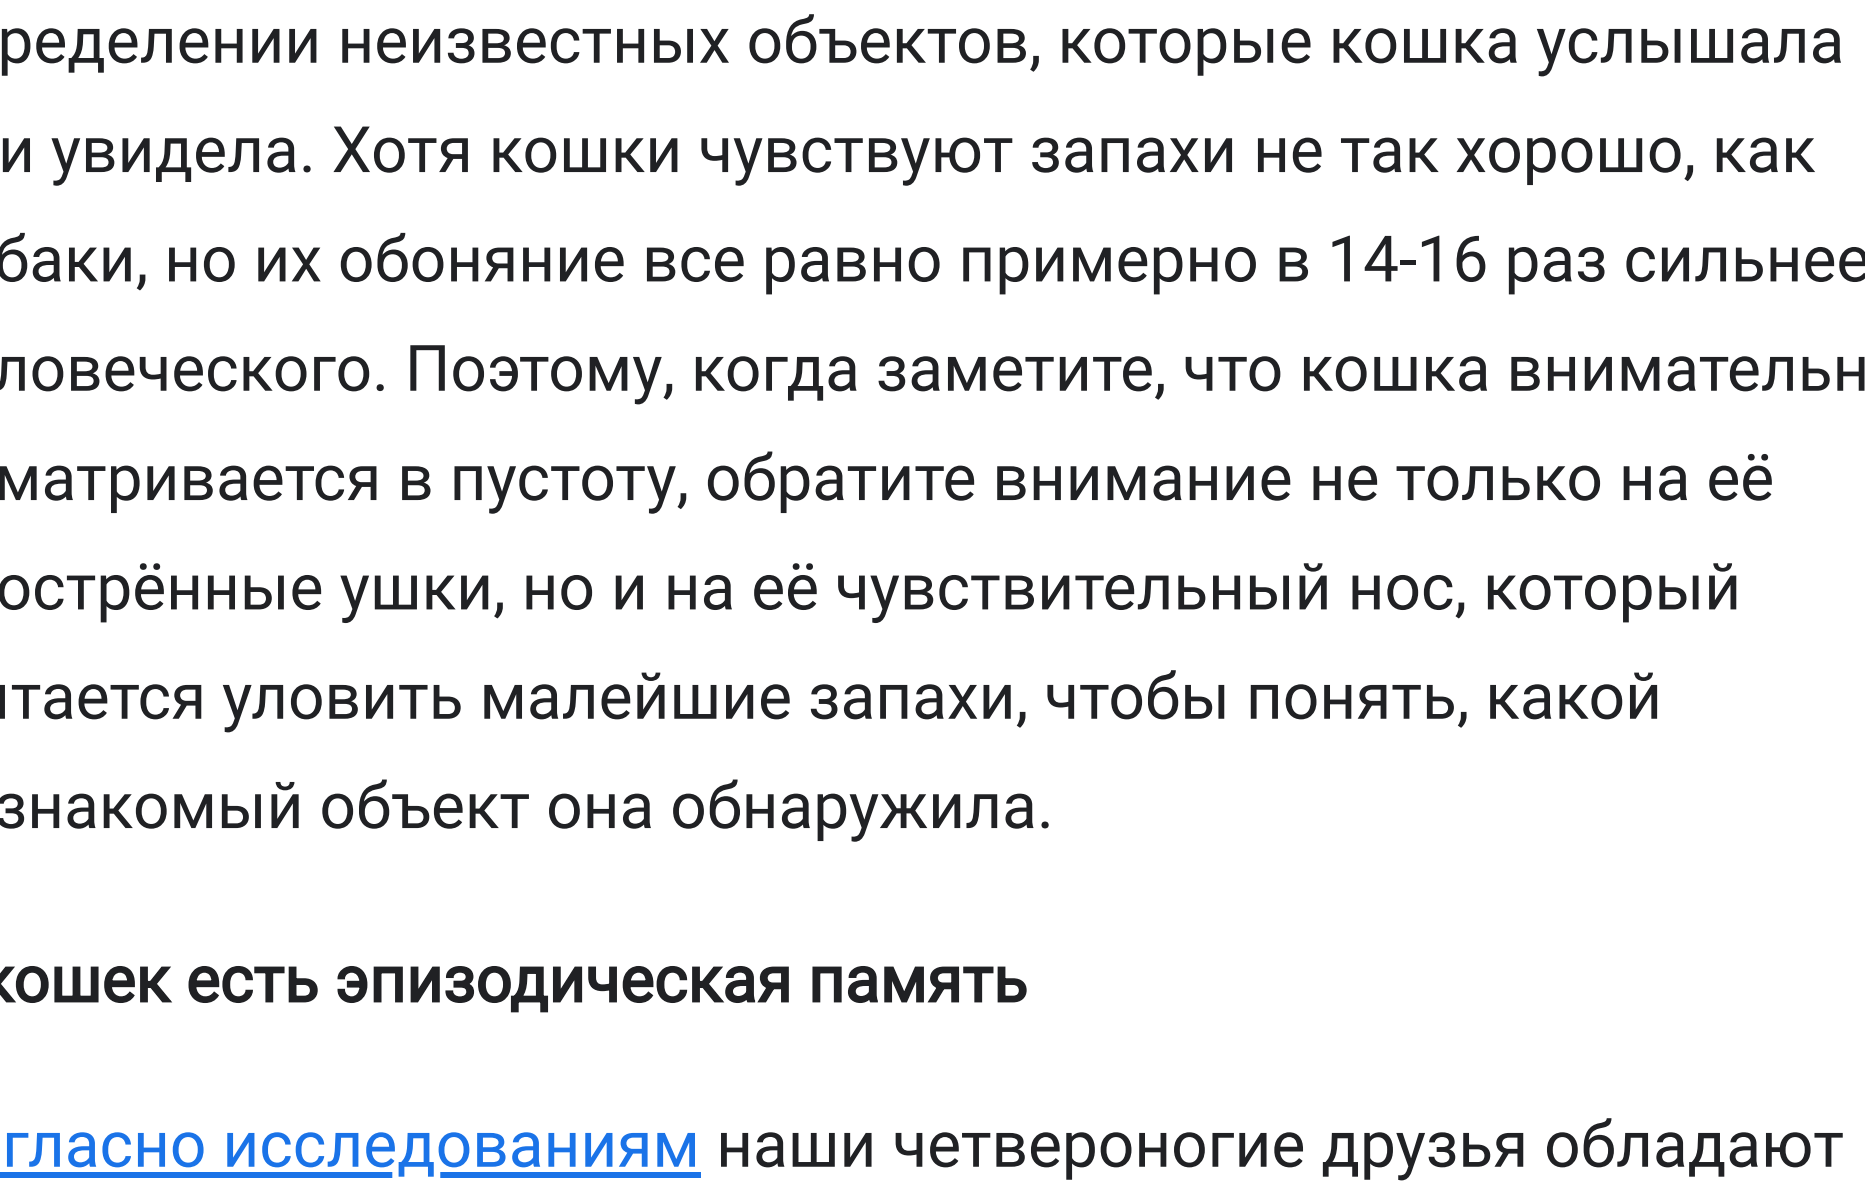 ределении неизвестных объектов, которые кошка услышала
и увидела. Хотя кошки чувствуют запахи не так хорошо, как
баки, но их обоняние все равно примерно в 14-16 раз сильнее
ловеческого. Поэтому, когда заметите, что кошка внимательн
матривается в пустоту, обратите внимание не только на её
острённые ушки, но и на её чувствительный нос, который
тается уловить малейшие запахи, чтобы понять, какой
знакомый объект она обнаружила.
кошек есть эпизодическая память
гласно исследованиям наши четвероногие друзья обладают